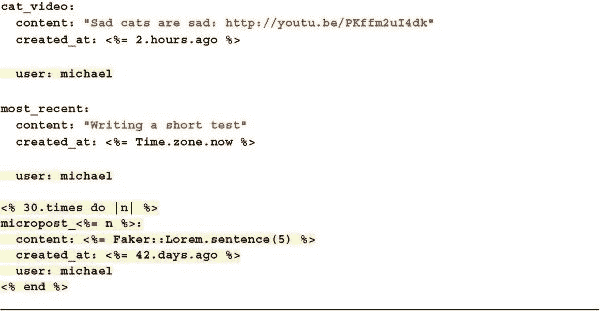 cat_video:
  content: "Sad cats are sad: http://youtu.be/PKffm2uI4dk"
  created_at: <%= 2.hours.ago %>
  user: michael
most_recent:
  content: "Writing a short test"
  created_at: <%= Time.zone.now %>
  user: michael
<% 30.times do |n| %>
micropost_<%= n %>:
  content: <%= Faker::Lorem.sentence(5) %>
  created_at: <%= 42.days.ago %>
  user: michael
<% end %>